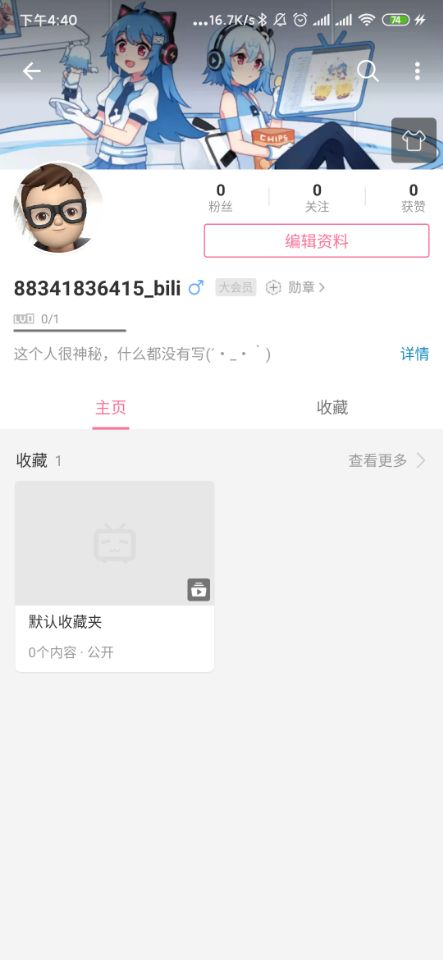 下午4:40 ...16.7K/s 74
CHIPS
0 0 0
粉丝 关注 获赞
编辑资料
88341836415_bili 大会员 勋章
LV0 0/1
这个人很神秘，什么都没有写(´･_･｀)
详情
主页 收藏
收藏 1 查看更多
默认收藏夹
0个内容 · 公开